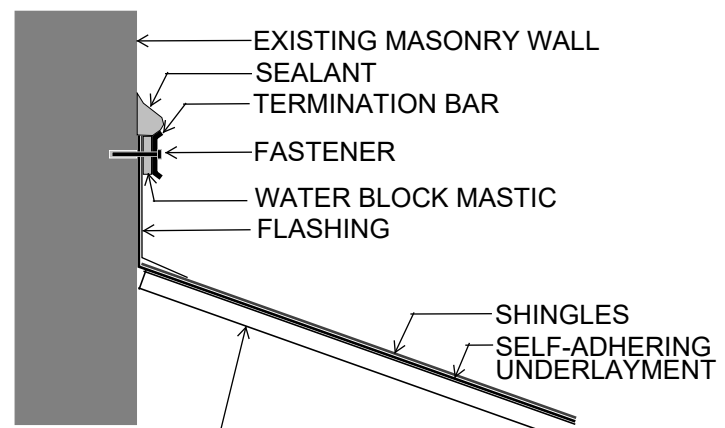 EXISTING MASONRY WALL
SEALANT
TERMINATION BAR
FASTENER
WATER BLOCK MASTIC
FLASHING
SHINGLES
SELF-ADHERING
UNDERLAYMENT